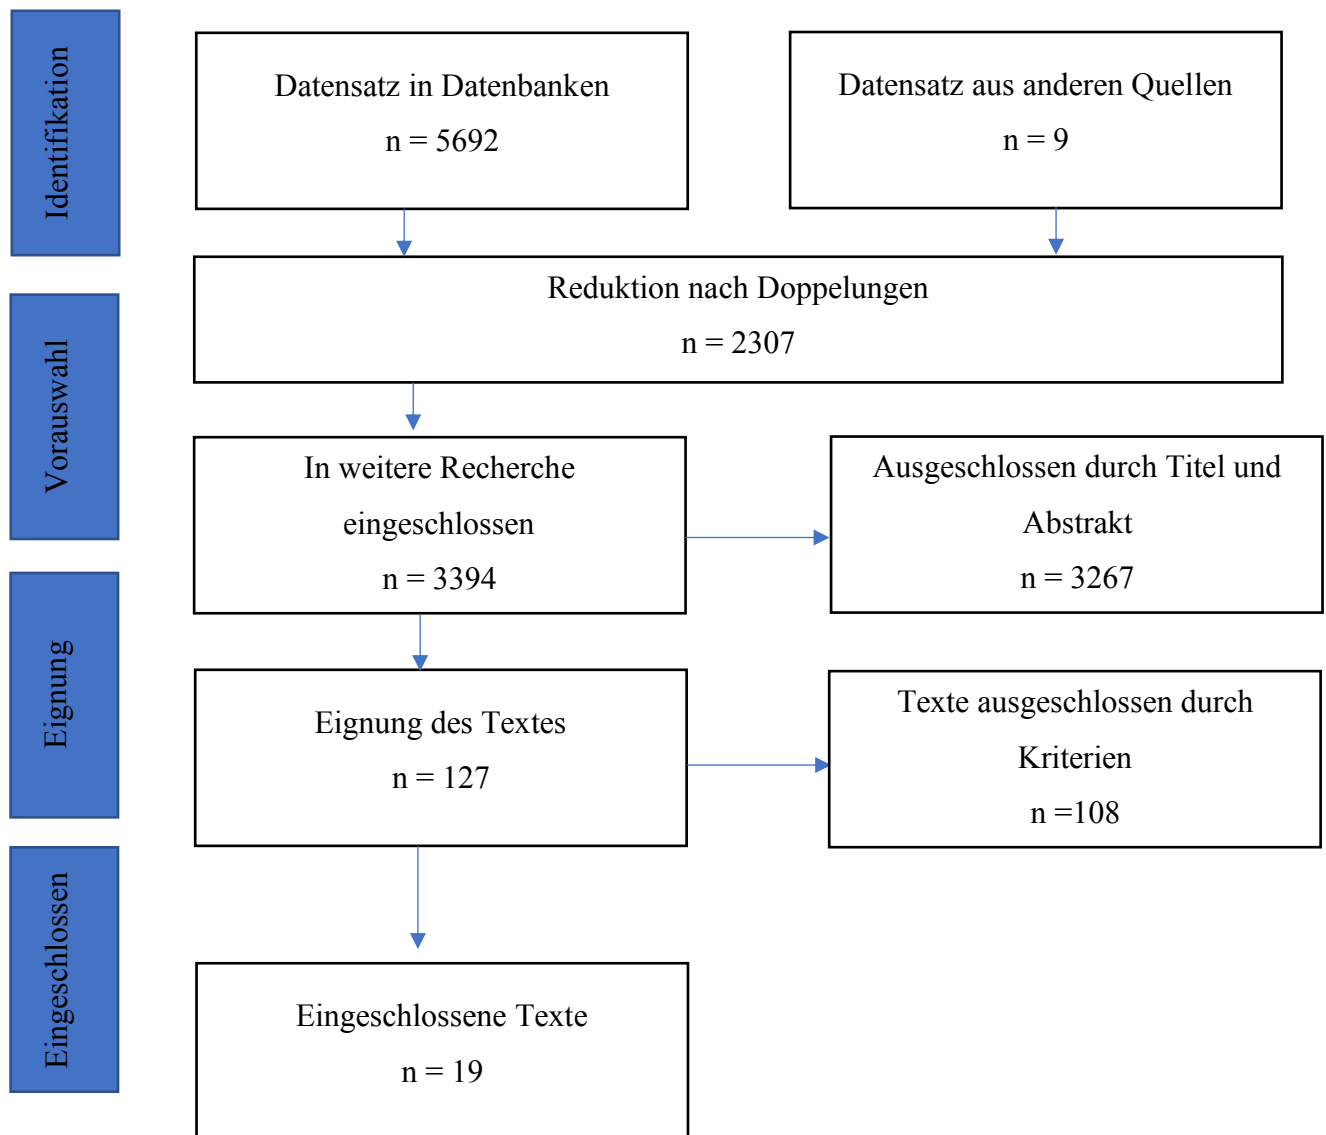 Identifikation
Datensatz in Datenbanken
n = 5692
Datensatz aus anderen Quellen
n = 9
Reduktion nach Doppelungen
n = 2307
Vorauswahl
In weitere Recherche
eingeschlossen
n = 3394
Ausgeschlossen durch Titel und
Abstrakt
n = 3267
Eignung
Eignung des Textes
n = 127
Texte ausgeschlossen durch
Kriterien
n =108
Eingeschlossen
Eingeschlossene Texte
n = 19